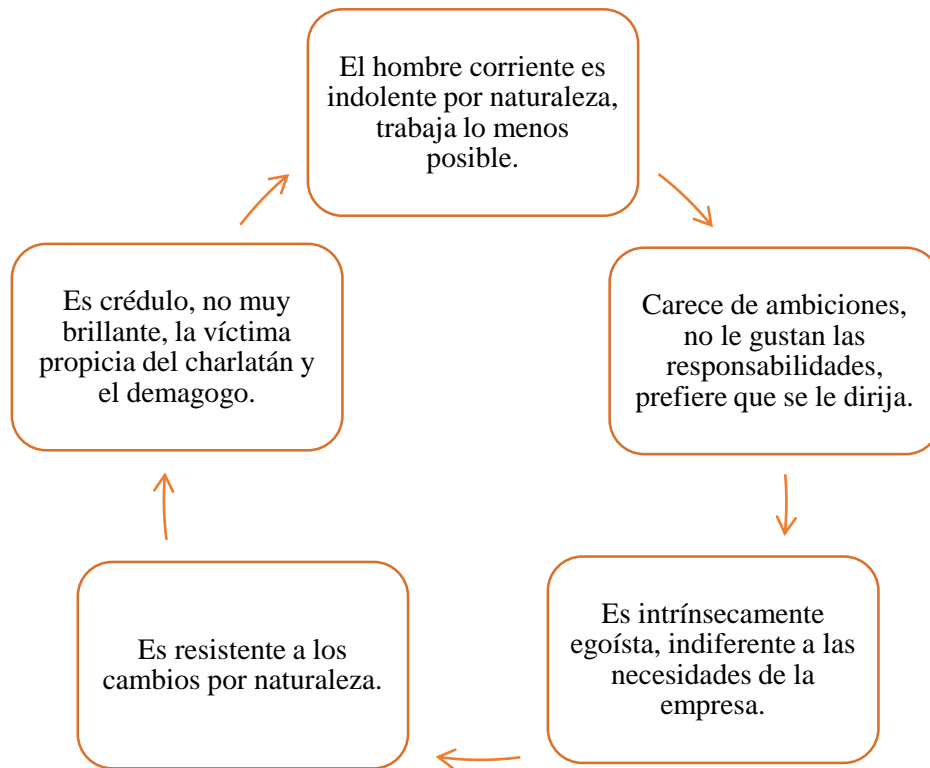 El hombre corriente es
indolente por naturaleza,
trabaja lo menos
posible.
Carece de ambiciones,
no le gustan las
responsabilidades,
prefiere que se le dirija.
Es intrínsecamente
egoísta, indiferente a las
necesidades de la
empresa.
Es resistente a los
cambios por naturaleza.
Es crédulo, no muy
brillante, la víctima
propicia del charlatán y
el demagogo.